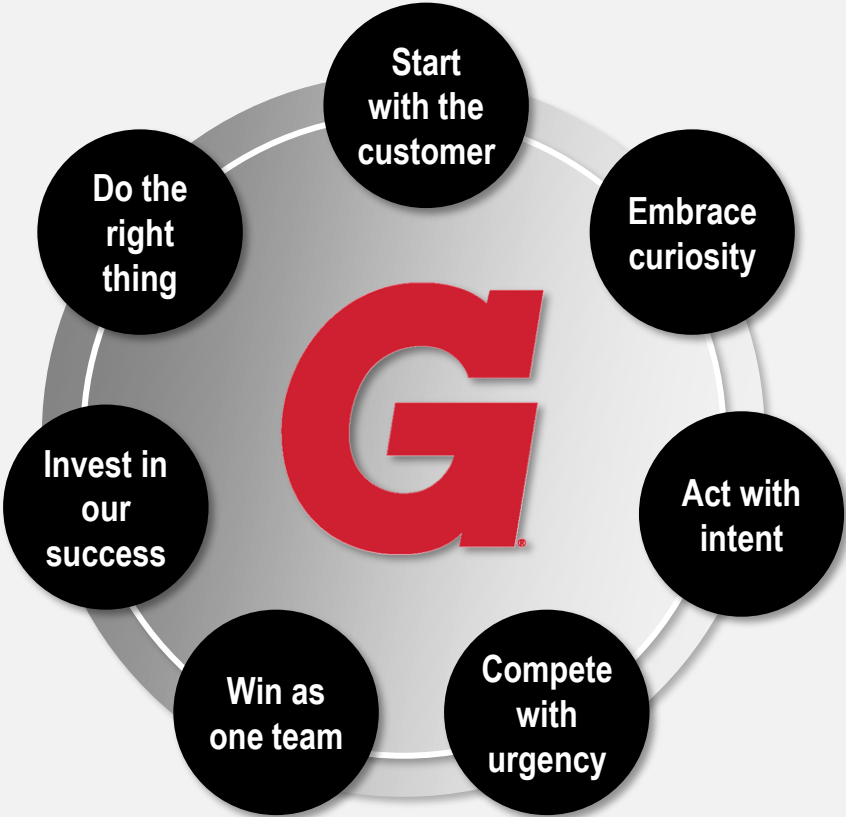 Start
with the
customer
Embrace
curiosity
Act with
intent
Compete
with
urgency
Win as
one team
Invest in
our
success
Do the
right
thing
G
®